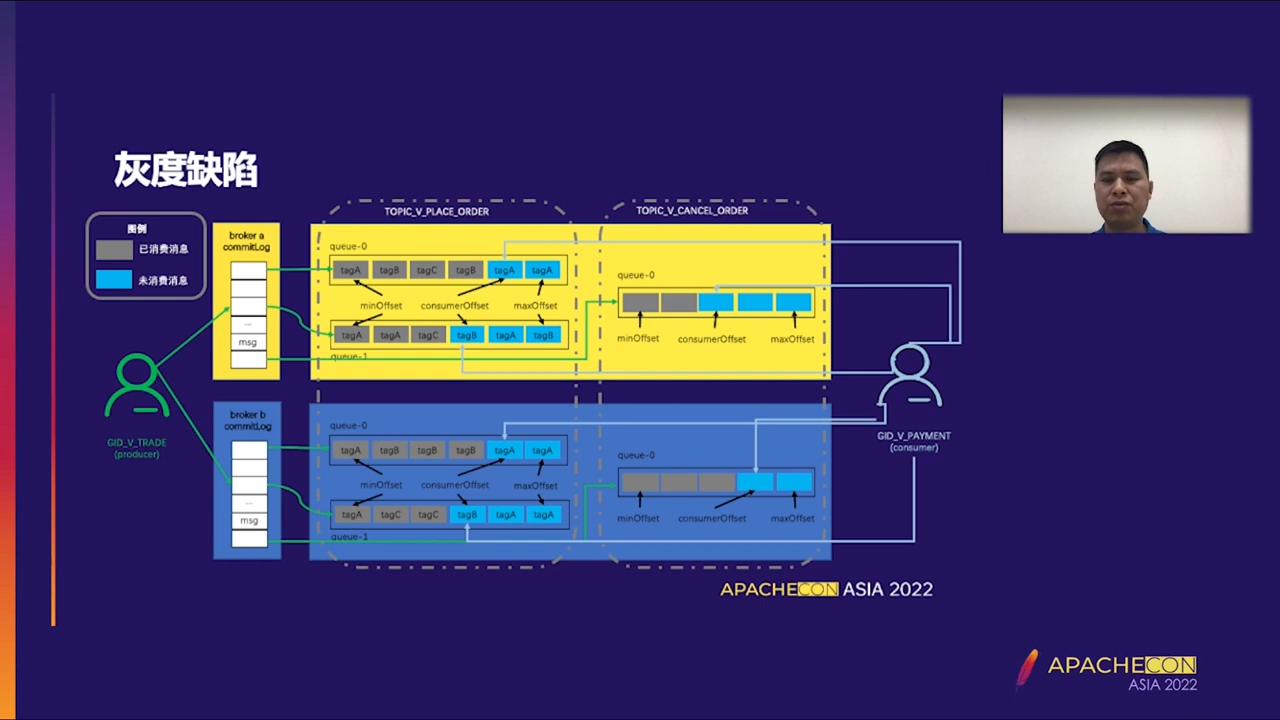 灰度缺陷
图例
已消费消息
未消费消息
broker a
commitLog
...
msg
TOPIC_V_PLACE_ORDER
queue-0
tagA tagB tagC tagB tagA tagA
minOffset consumerOffset maxOffset
tagA tagA tagC tagB tagA tagB
queue-1
TOPIC_V_CANCEL_ORDER
queue-0
minOffset consumerOffset maxOffset
GID_V_TRADE
(producer)
GID_V_PAYMENT
(consumer)
broker b
commitLog
...
msg
queue-0
tagA tagB tagB tagB tagA tagA
minOffset consumerOffset maxOffset
tagA tagC tagC tagB tagA tagA
queue-1
queue-0
minOffset consumerOffset maxOffset
APACHECON ASIA 2022
APACHECON
ASIA 2022